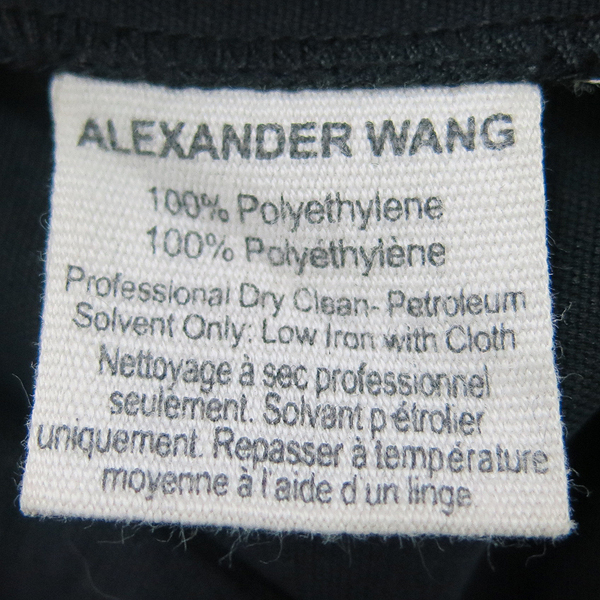 ALEXANDER WANG
100% Polyethylene
100% Polyéthylène
Professional Dry Clean- Petroleum
Solvent Only: Low Iron with Cloth
Nettoyage à sec professionnel
seulement. Solvant pétrolier
uniquement. Repasser à température
moyenne à l'aide d'un linge.